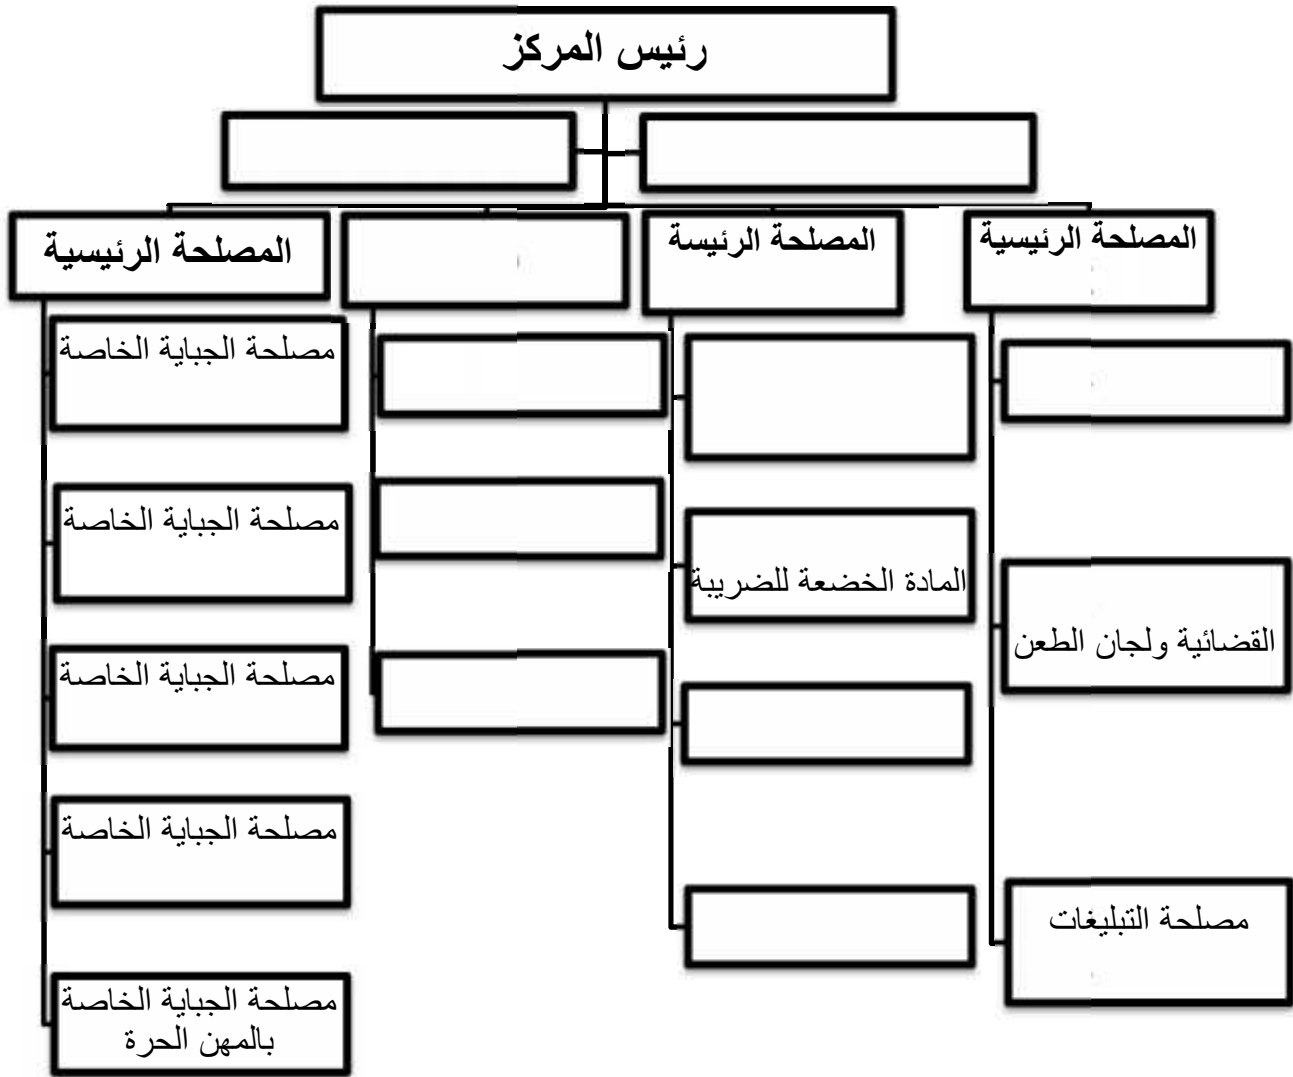 رئيس المركز
المصلحة الرئيسية
المصلحة الرئيسة
المصلحة الرئيسية
مصلحة الجباية الخاصة
مصلحة الجباية الخاصة
المادة الخضعة للضريبة
القضائية ولجان الطعن
مصلحة الجباية الخاصة
مصلحة الجباية الخاصة
مصلحة التبليغات
مصلحة الجباية الخاصة
بالمهن الحرة